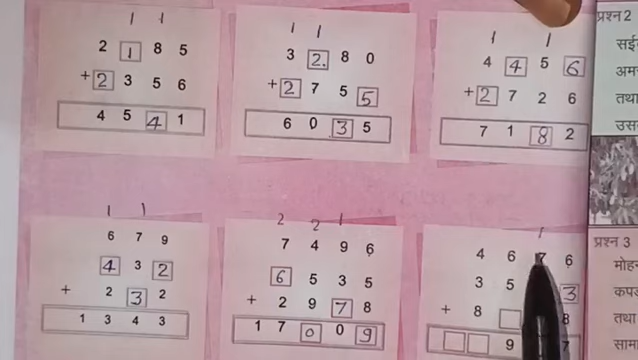 1 1
2 1 8 5
+ 2 3 5 6
4 5 4 1
1 1
3 2 8 0
+ 2 7 5 5
6 0 3 5
1 1
4 4 5 6
+ 2 7 2 6
7 1 8 2
1 1
6 7 9
4 3 2
+ 2 3 2
1 3 4 3
2 2 1
7 4 9 6
6 5 3 5
+ 2 9 7 8
1 7 0 0 9
1
4 6 7 6
3 5 3
+ 8 8
9 7
प्रश्न 2
सई
अम
तथा
उस
प्रश्न 3
मोह
कप
तथा
साम